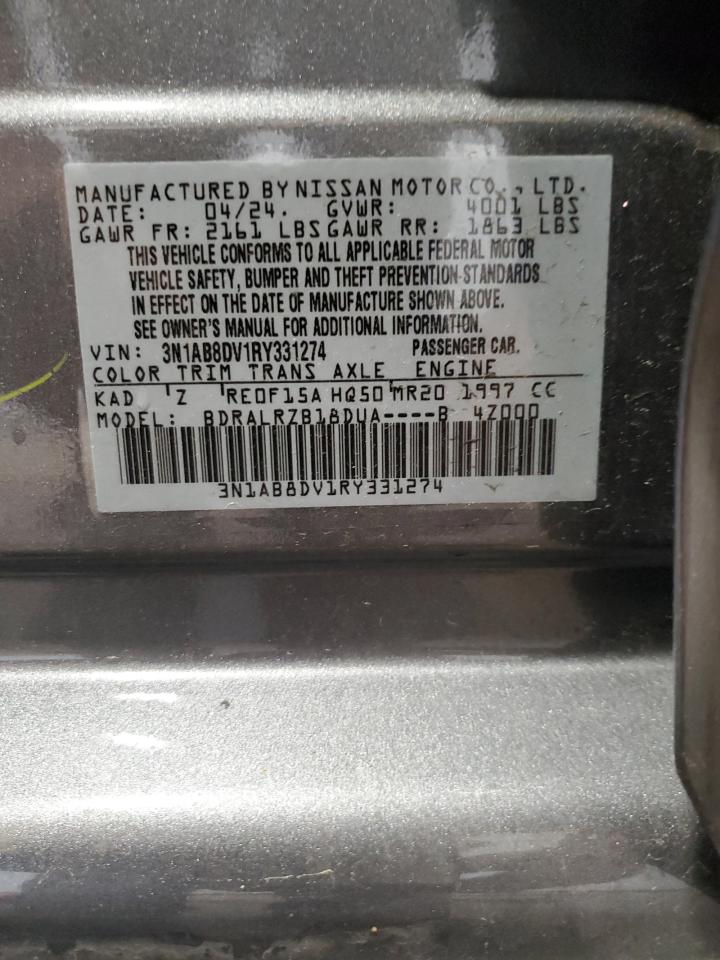 MANUFACTURED BY NISSAN MOTOR CO., LTD.
DATE: 04/24. GVWR: 4001 LBS
GAWR FR: 2161 LBS GAWR RR: 1863 LBS
THIS VEHICLE CONFORMS TO ALL APPLICABLE FEDERAL MOTOR
VEHICLE SAFETY, BUMPER AND THEFT PREVENTION STANDARDS
IN EFFECT ON THE DATE OF MANUFACTURE SHOWN ABOVE.
SEE OWNER'S MANUAL FOR ADDITIONAL INFORMATION.
VIN: 3N1AB8DV1RY331274 PASSENGER CAR.
COLOR TRIM TRANS AXLE ENGINE
KAD Z RE0F15A HQ50 MR20 1997 CC
MODEL: BDRALRZB18DUA----B 4Z000
3N1AB8DV1RY331274